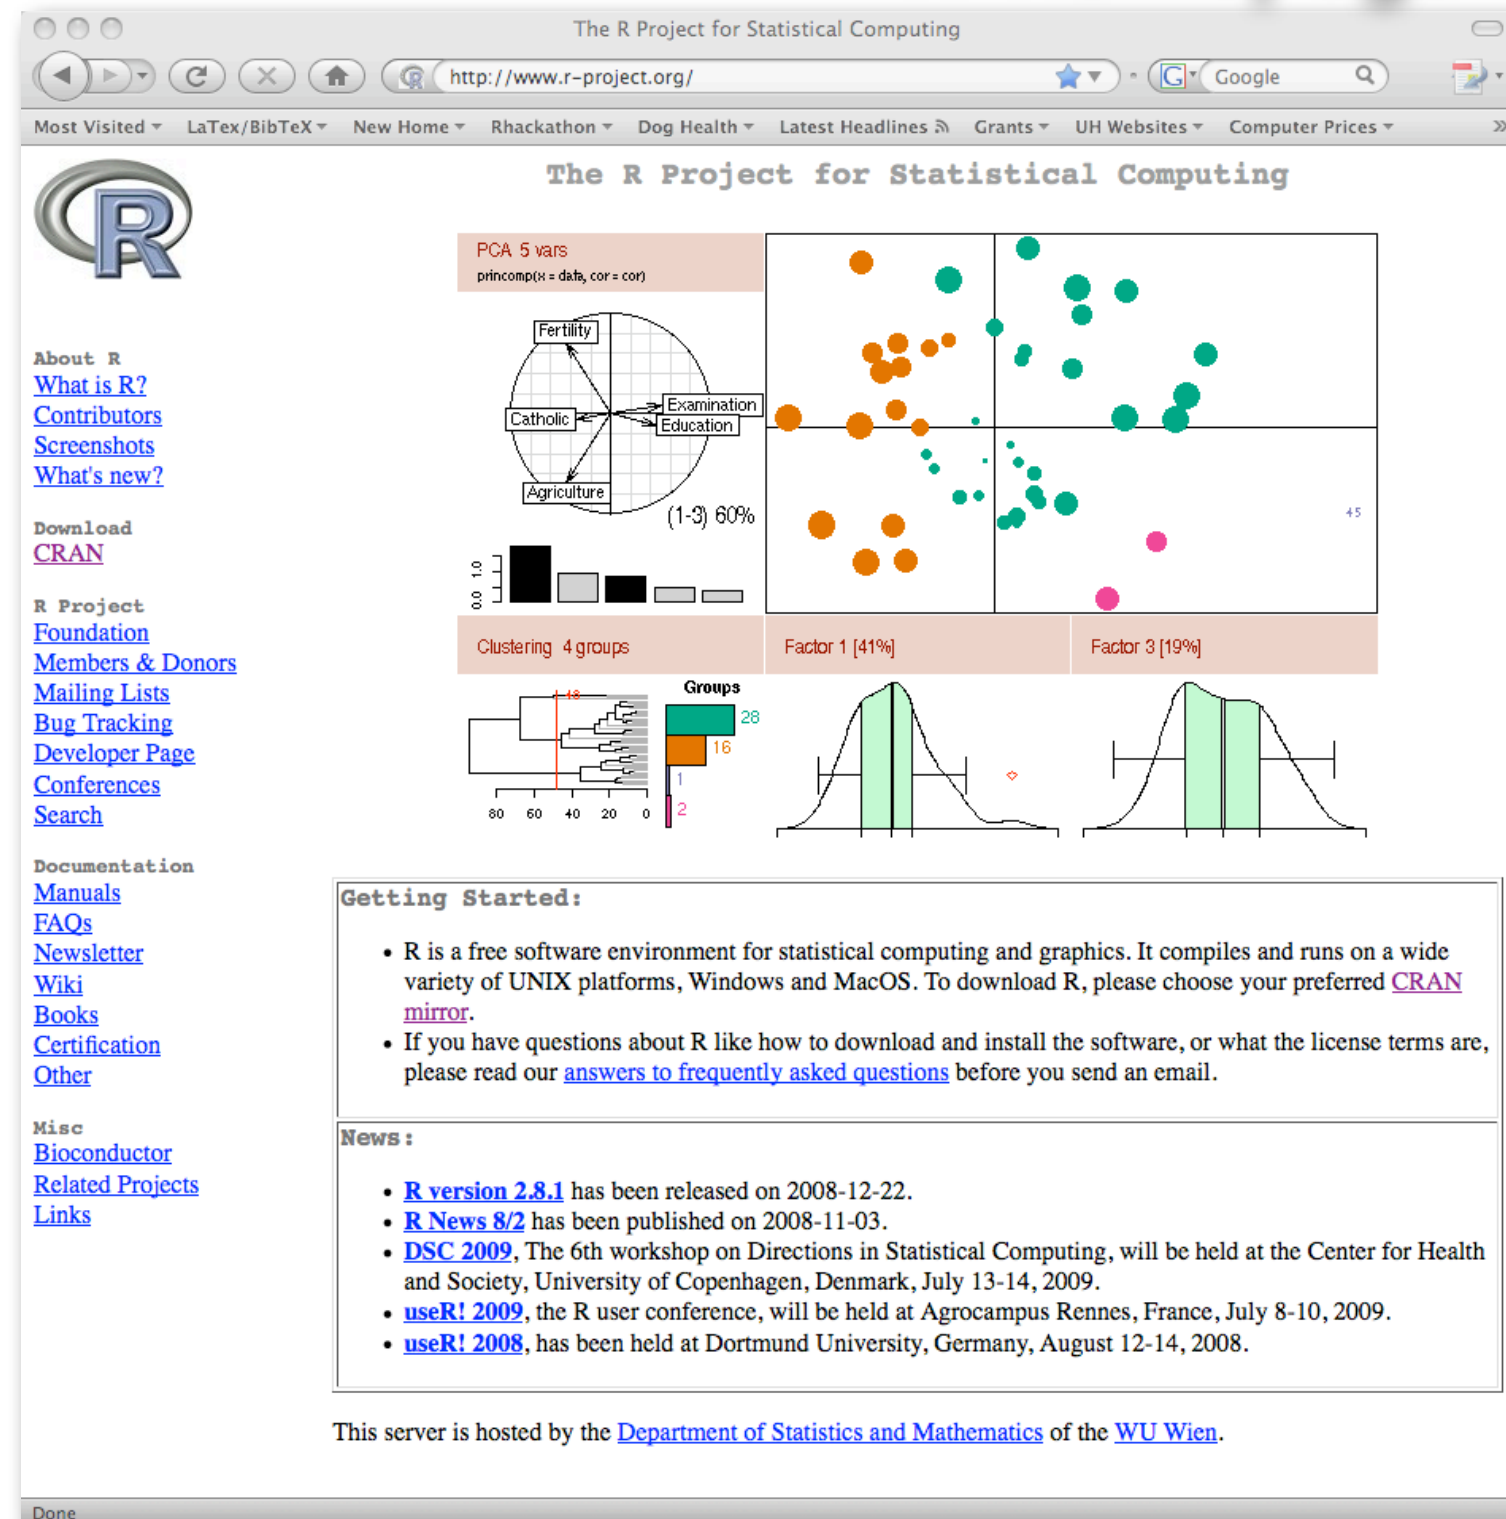 The R Project for Statistical Computing
http://www.r-project.org/
G
Google
Most Visited LaTex/BibTeX New Home Rhackathon Dog Health Latest Headlines Grants UH Websites Computer Prices »
R
The R Project for Statistical Computing
PCA 5 vars
princomp(x = data, cor = cor)
Fertility
Examination
Catholic
Education
Agriculture
(1-3) 60%
45
0.0 1.0
Clustering 4 groups
Factor 1 [41%]
Factor 3 [19%]
Groups
28
16
1
2
80 60 40 20 0
About R
What is R?
Contributors
Screenshots
What's new?
Download
CRAN
R Project
Foundation
Members & Donors
Mailing Lists
Bug Tracking
Developer Page
Conferences
Search
Documentation
Manuals
FAQs
Newsletter
Wiki
Books
Certification
Other
Misc
Bioconductor
Related Projects
Links
Getting Started:
• R is a free software environment for statistical computing and graphics. It compiles and runs on a wide
variety of UNIX platforms, Windows and MacOS. To download R, please choose your preferred CRAN
mirror.
• If you have questions about R like how to download and install the software, or what the license terms are,
please read our answers to frequently asked questions before you send an email.
News:
• R version 2.8.1 has been released on 2008-12-22.
• R News 8/2 has been published on 2008-11-03.
• DSC 2009, The 6th workshop on Directions in Statistical Computing, will be held at the Center for Health
and Society, University of Copenhagen, Denmark, July 13-14, 2009.
• useR! 2009, the R user conference, will be held at Agrocampus Rennes, France, July 8-10, 2009.
• useR! 2008, has been held at Dortmund University, Germany, August 12-14, 2008.
This server is hosted by the Department of Statistics and Mathematics of the WU Wien.
Done